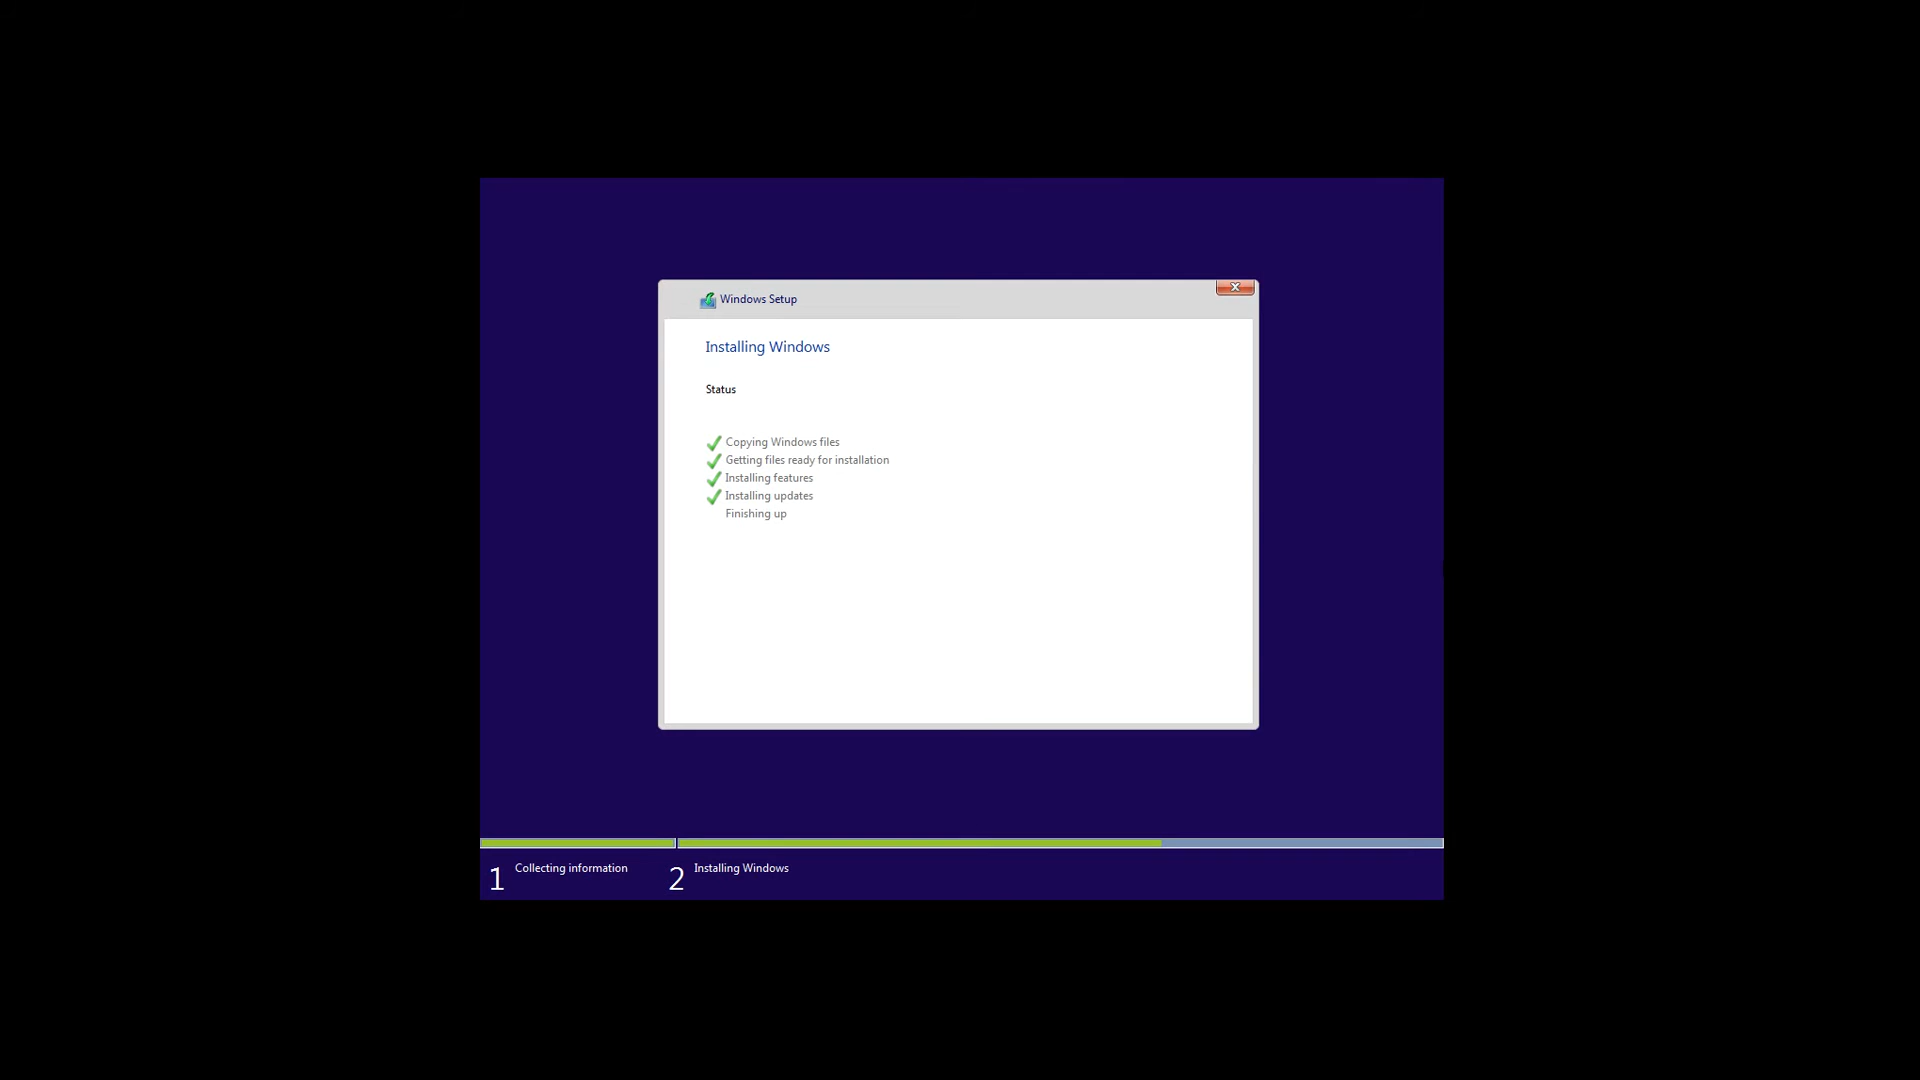 Windows Setup
Installing Windows
Status
Copying Windows files
Getting files ready for installation
Installing features
Installing updates
Finishing up
1 Collecting information
2 Installing Windows